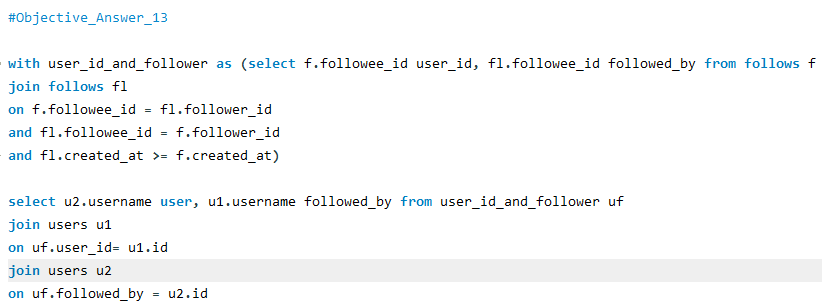 #Objective_Answer_13
with user_id_and_follower as (select f.followee_id user_id, fl.followee_id followed_by from follows f
join follows fl
on f.followee_id = fl.follower_id
and fl.followee_id = f.follower_id
and fl.created_at >= f.created_at)
select u2.username user, u1.username followed_by from user_id_and_follower uf
join users u1
on uf.user_id= u1.id
join users u2
on uf.followed_by = u2.id